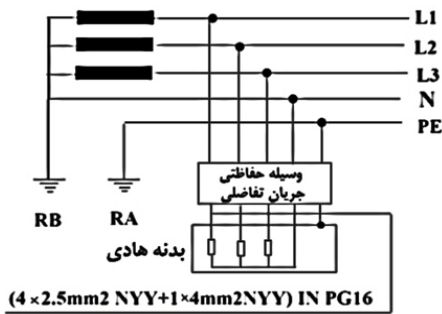 L1
L2
L3
N
PE
وسیله حفاظتی
جریان تفاضلی
RB
RA
بدنه هادی
(4×2.5mm2 NYY+1×4mm2NYY) IN PG16